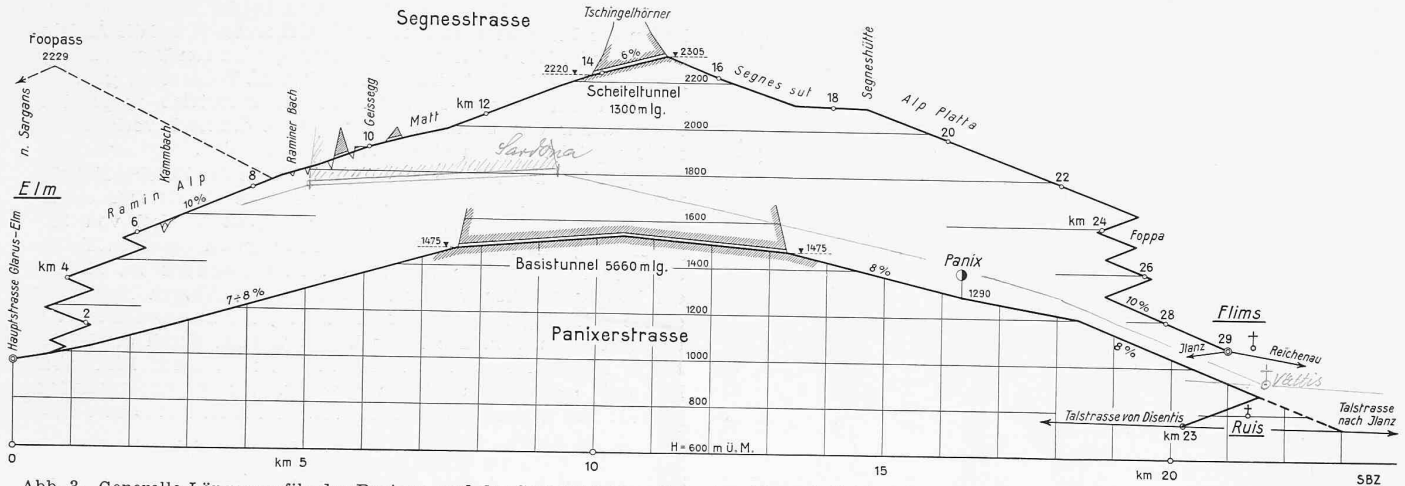 Segnesstrasse
Tschingelhörner
roopass
2229
n. Sargans
Elm
Hauptstrasse Glarus-Elm
km 4
2
6
Ramin Alp
10%
Kammbach
8
Raminer Bach
10
Geissegg
Matt
km 12
2220
14
6%
2305
Scheiteltunnel
1300 m lg.
16
Segnes sut
18
Segneshütte
Alp Platta
20
22
km 24
Foppa
26
10%
28
29
Flims
Jlanz
Reichenau
Sardona
Vättis
2200
2000
1800
1600
1400
1200
1000
800
1475
1475
Basistunnel 5660 m lg.
7÷8%
Panixerstrasse
8%
Panix
1290
8%
Talstrasse von Disentis
km 23
Ruis
Talstrasse
nach Jlanz
H = 600 m ü. M.
0
km 5
10
15
km 20
SBZ